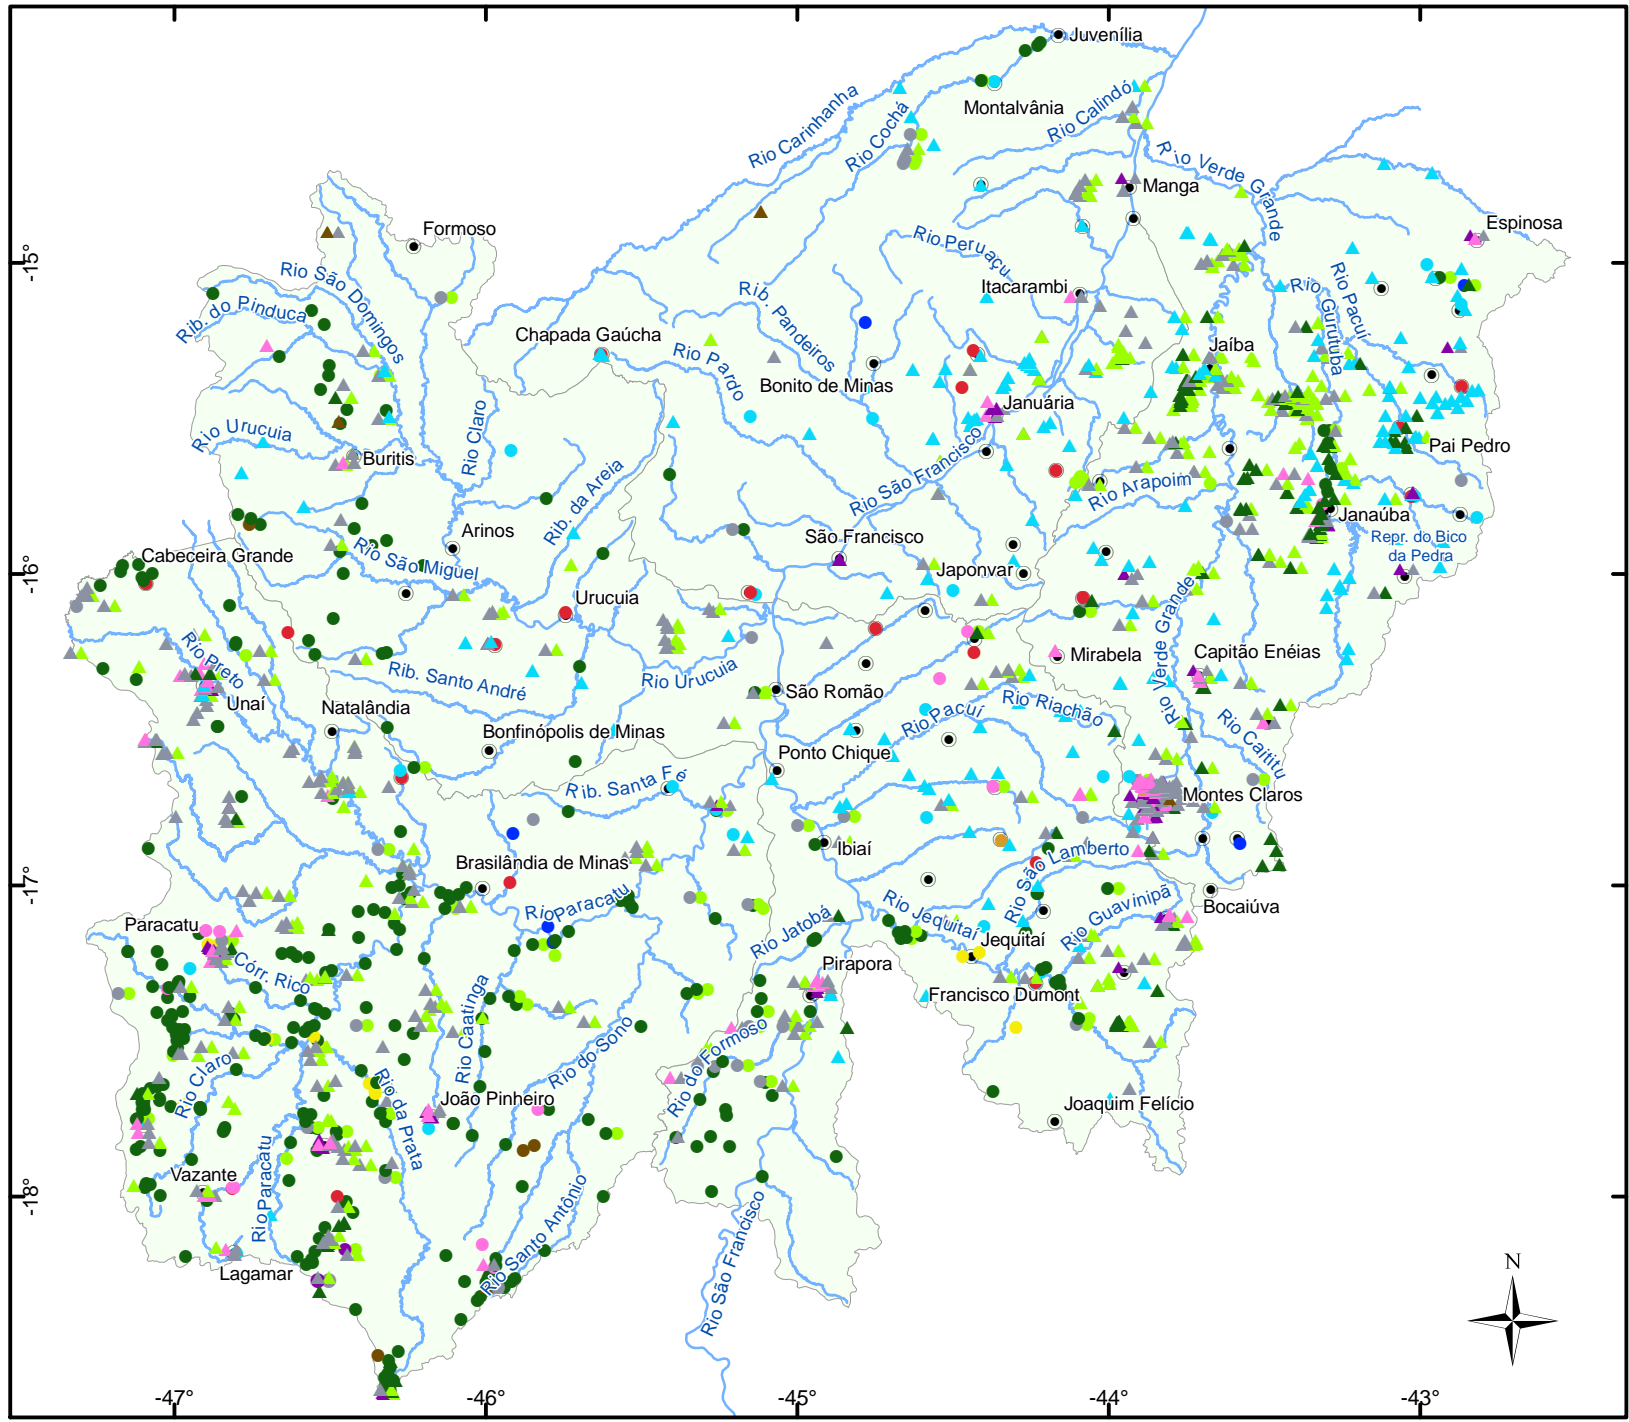 Juvenília
Montalvânia
Rio Calindó
Rio Carinhanha
Rio Cochá
Rio Verde Grande
Manga
Espinosa
Formoso
Rio Peruaçu
-15°
Rio São Domingos
Itacarambi
Rio Pacuí
Rio Gurutuba
Rib. do Pinduca
Rib. Pandeiros
Chapada Gaúcha
Jaíba
Rio Pardo
Bonito de Minas
Januária
Rio Claro
Rio Urucuia
Buritis
Pai Pedro
Rio São Francisco
Rio Arapoim
Rib. da Areia
Janaúba
Arinos
São Francisco
Repr. do Bico
da Pedra
Cabeceira Grande
Rio São Miguel
Japonvar
-16°
Urucuia
Rio Verde Grande
Rio Preto
Mirabela
Capitão Enéias
Rib. Santo André
Rio Urucuia
São Romão
Unaí
Natalândia
Rio Riachão
Rio Pacuí
Bonfinópolis de Minas
Rio Caititu
Ponto Chique
Rib. Santa Fé
Montes Claros
Ibiaí
Rio São Lamberto
Brasilândia de Minas
-17°
Rio Paracatu
Rio Guavinipã
Bocaiúva
Paracatu
Rio Jatobá
Rio Jequitaí
Jequitaí
Córr. Rico
Pirapora
Francisco Dumont
Rio Caatinga
Rio do Sono
Rio do Formoso
Rio Claro
Rio da Prata
João Pinheiro
Joaquim Felício
Vazante
Rio Paracatu
-18°
Rio Santo Antônio
Rio São Francisco
Lagamar
N
-47°
-46°
-45°
-44°
-43°